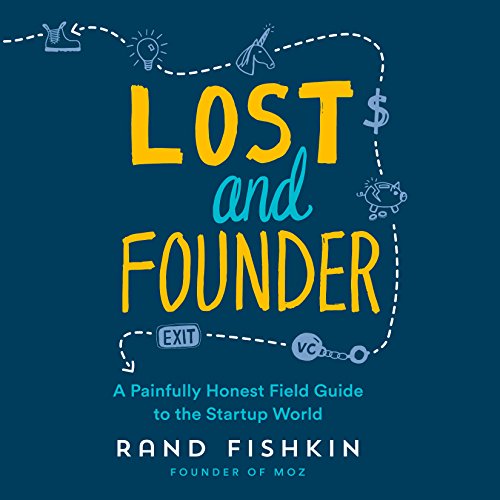 LOST
$
and
FOUNDER
EXIT
VC
A Painfully Honest Field Guide
to the Startup World
RAND FISHKIN
FOUNDER OF MOZ